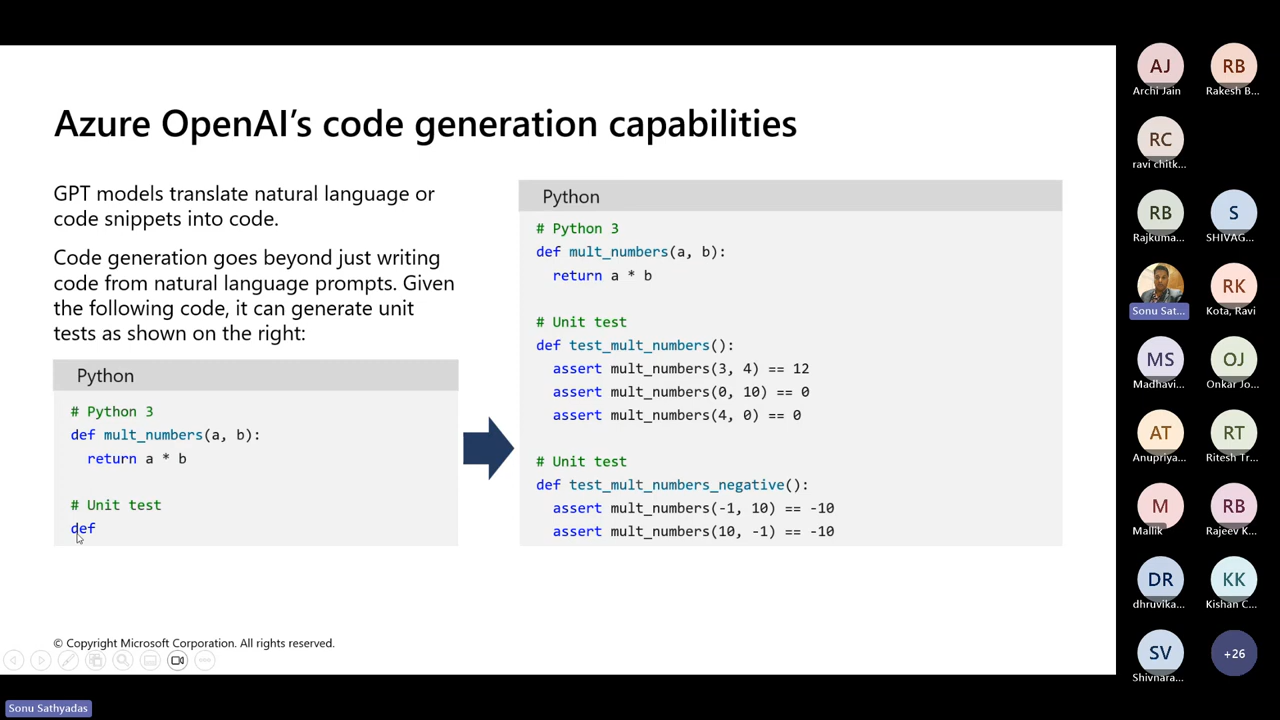 Azure OpenAI's code generation capabilities
GPT models translate natural language or
code snippets into code.
Code generation goes beyond just writing
code from natural language prompts. Given
the following code, it can generate unit
tests as shown on the right:
Python
# Python 3
def mult_numbers(a, b):
  return a * b
# Unit test
def
Python
# Python 3
def mult_numbers(a, b):
  return a * b
# Unit test
def test_mult_numbers():
  assert mult_numbers(3, 4) == 12
  assert mult_numbers(0, 10) == 0
  assert mult_numbers(4, 0) == 0
# Unit test
def test_mult_numbers_negative():
  assert mult_numbers(-1, 10) == -10
  assert mult_numbers(10, -1) == -10
© Copyright Microsoft Corporation. All rights reserved.
Sonu Sathyadas
AJ
Archi Jain
RB
Rakesh B...
RC
ravi chitk...
RB
Rajkuma...
S
SHIVAG...
Sonu Sat...
RK
Kota, Ravi
MS
Madhavi...
OJ
Onkar Jo...
AT
Anupriya...
RT
Ritesh Tr...
M
Mallik
RB
Rajeev K...
DR
dhruvika...
KK
Kishan C...
SV
Shivnara...
+26